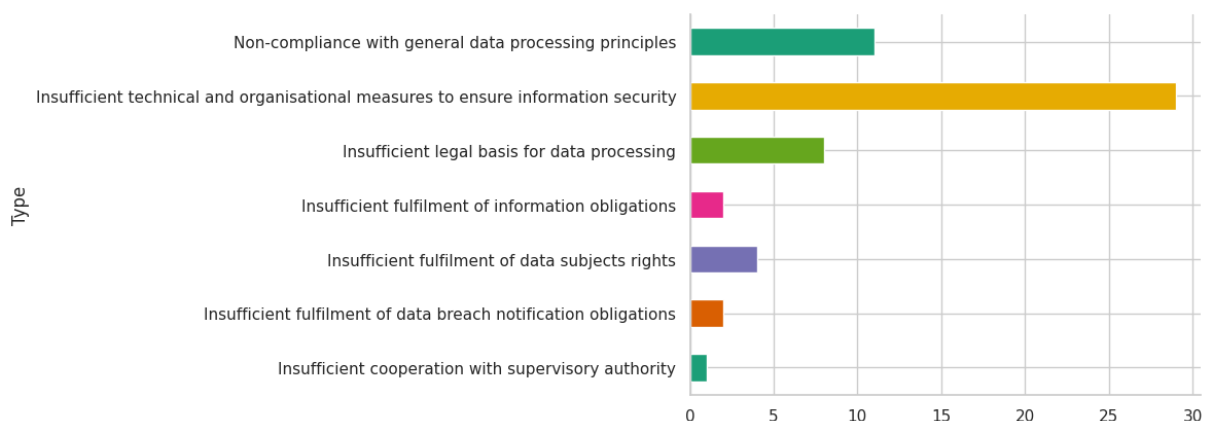 Type
Non-compliance with general data processing principles
Insufficient technical and organisational measures to ensure information security
Insufficient legal basis for data processing
Insufficient fulfilment of information obligations
Insufficient fulfilment of data subjects rights
Insufficient fulfilment of data breach notification obligations
Insufficient cooperation with supervisory authority
0 5 10 15 20 25 30